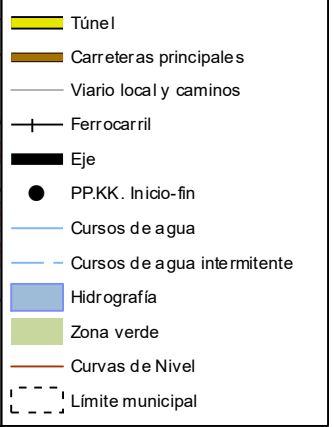 Túnel
Carreteras principales
Viario local y caminos
Ferrocarril
Eje
PP.KK. Inicio-fin
Cursos de agua
Cursos de agua intermitente
Hidrografía
Zona verde
Curvas de Nivel
Límite municipal